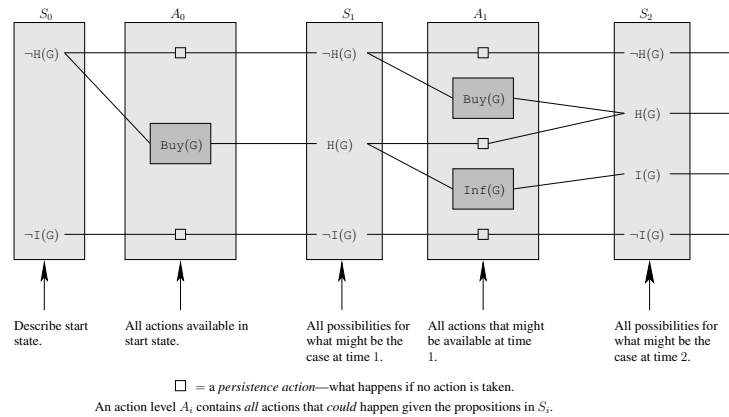 S₀ A₀ S₁ A₁ S₂
¬H(G) ¬H(G) ¬H(G)
Buy(G)
H(G)
Buy(G) H(G)
I(G)
Inf(G)
¬I(G) ¬I(G) ¬I(G)
Describe start
state.
All actions available in
start state.
All possibilities for
what might be the
case at time 1.
All actions that might
be available at time
1.
All possibilities for
what might be the
case at time 2.
= a persistence action—what happens if no action is taken.
An action level Aᵢ contains all actions that could happen given the propositions in Sᵢ.